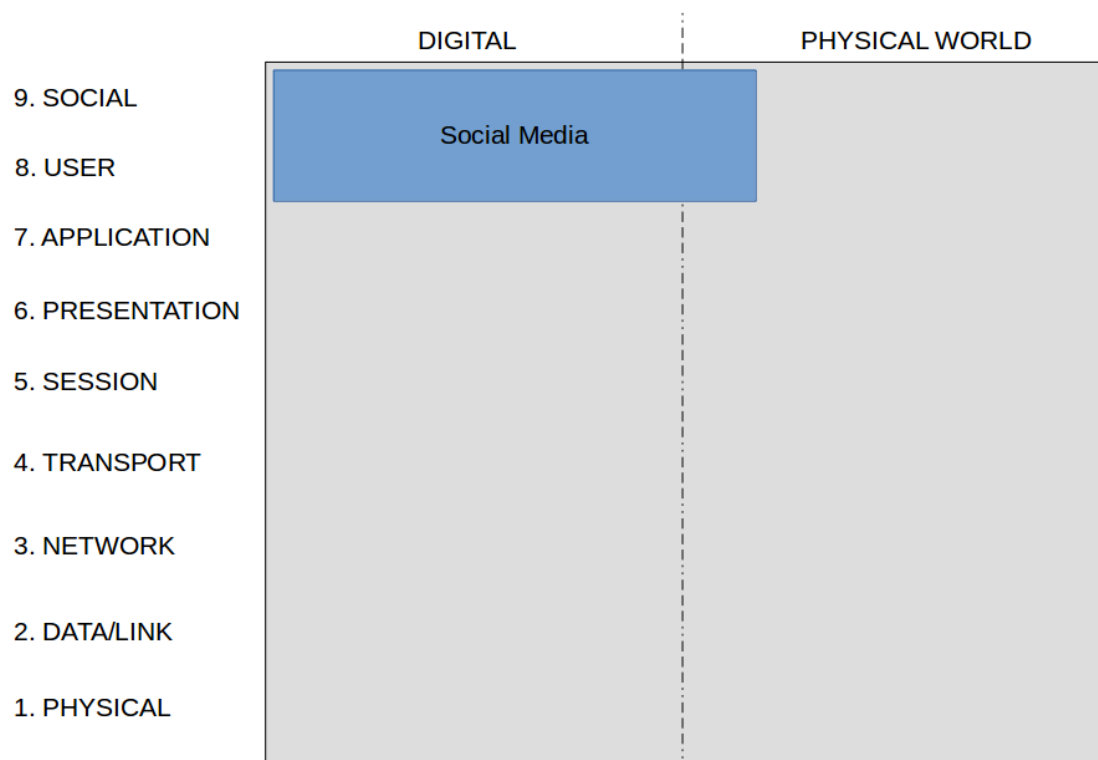 DIGITAL
PHYSICAL WORLD
9. SOCIAL
Social Media
8. USER
7. APPLICATION
6. PRESENTATION
5. SESSION
4. TRANSPORT
3. NETWORK
2. DATA/LINK
1. PHYSICAL